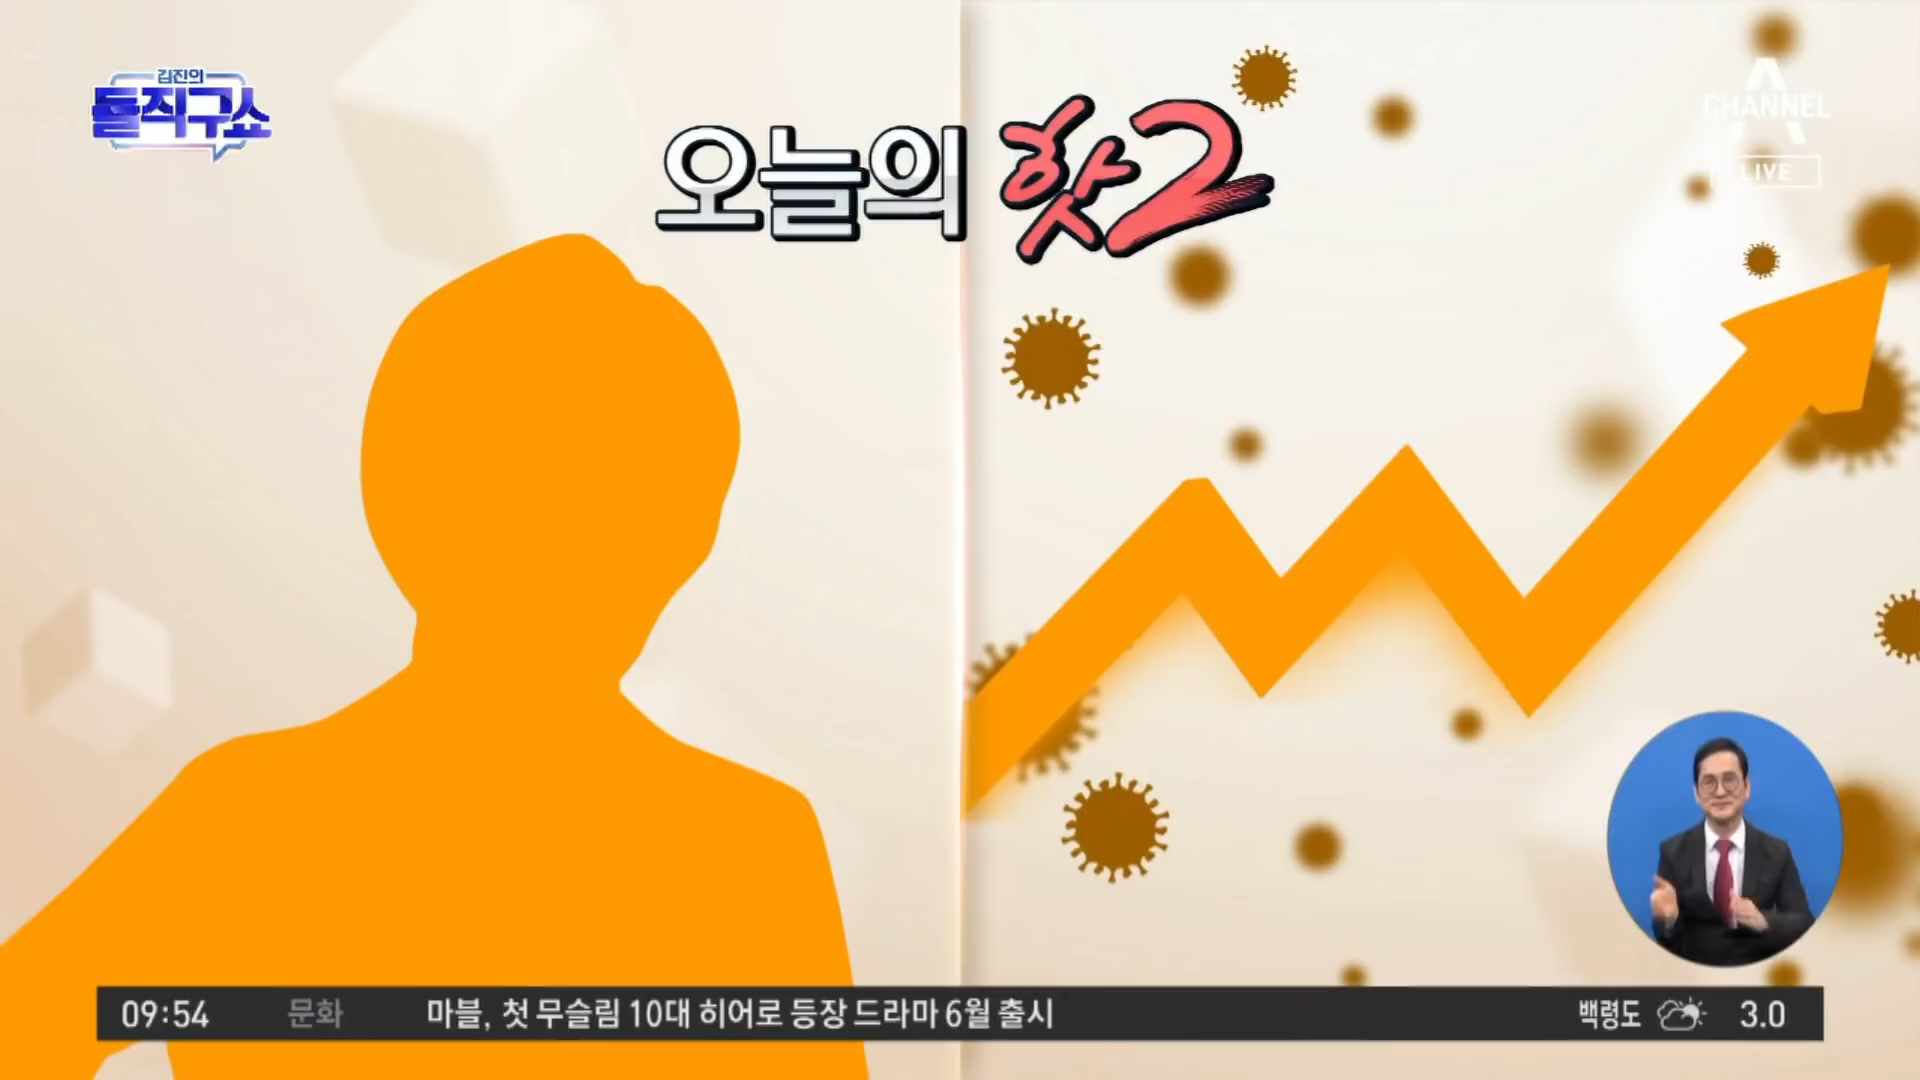 김진의
돌직구쇼
오늘의 핫2
CHANNEL A
LIVE
09:54 문화 마블, 첫 무슬림 10대 히어로 등장 드라마 6월 출시 백령도 3.0